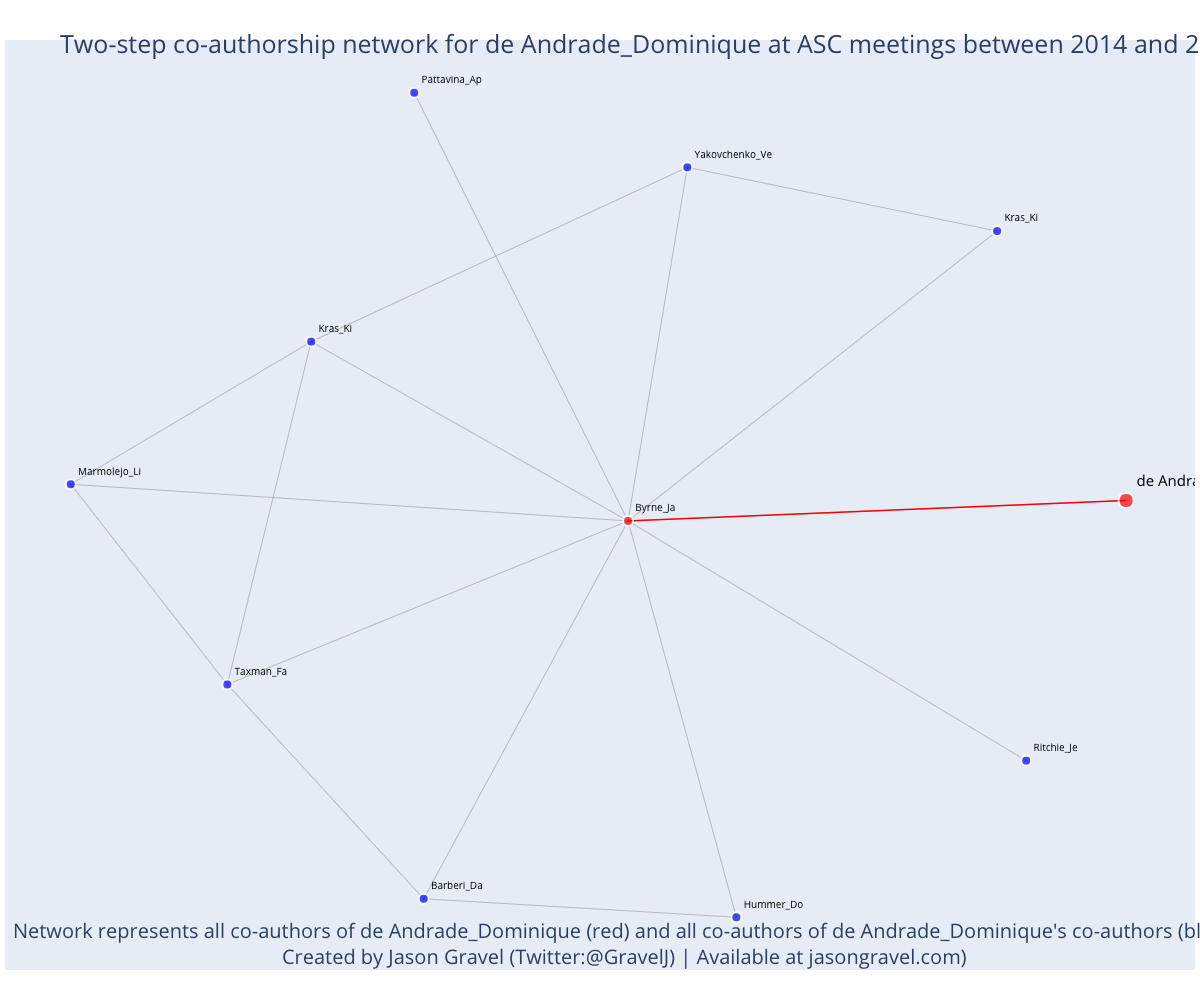 Two-step co-authorship network for de Andrade_Dominique at ASC meetings between 2014 and 2
Pattavina_Ap
Yakovchenko_Ve
Kras_Ki
Kras_Ki
Marmolejo_Li
de Andra
Byrne_Ja
Taxman_Fa
Ritchie_Je
Barberi_Da
Hummer_Do
Network represents all co-authors of de Andrade_Dominique (red) and all co-authors of de Andrade_Dominique's co-authors (bl
Created by Jason Gravel (Twitter:@GravelJ) | Available at jasongravel.com)